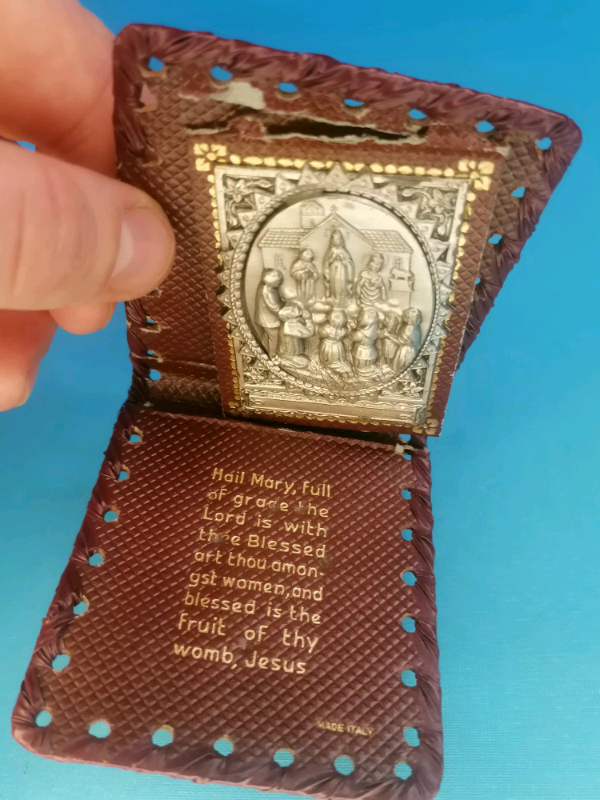 Hail Mary, full
of grace the
Lord is with
thee Blessed
art thou amon-
gst women, and
blessed is the
fruit of thy
womb, Jesus
MADE ITALY